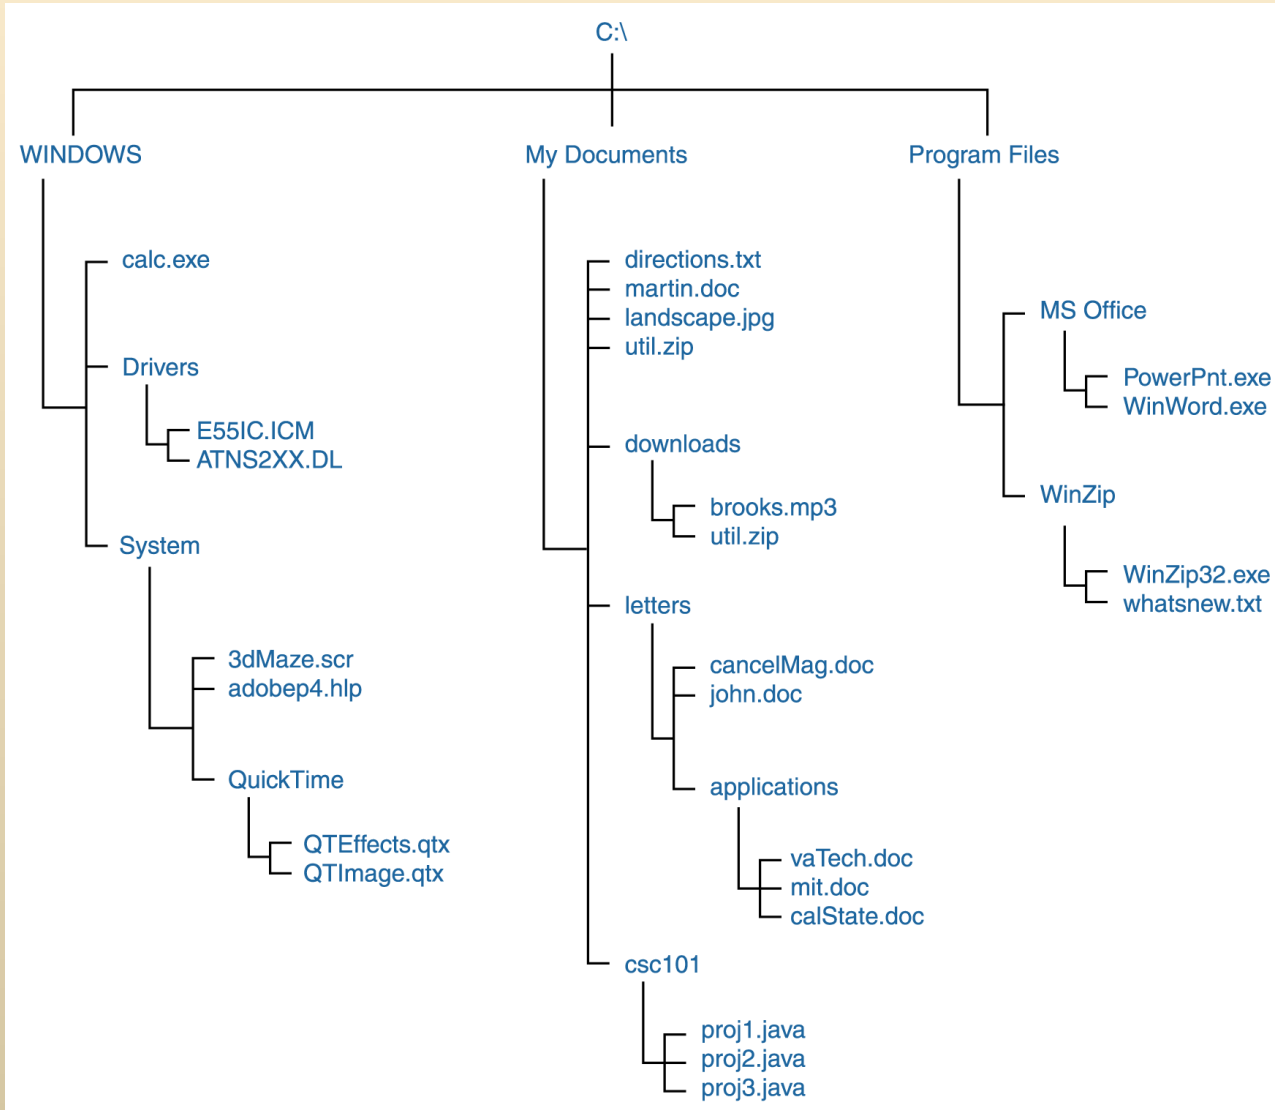 C:\
WINDOWS
My Documents
Program Files
calc.exe
Drivers
E55IC.ICM
ATNS2XX.DL
System
3dMaze.scr
adobep4.hlp
QuickTime
QTEffects.qtx
QTImage.qtx
directions.txt
martin.doc
landscape.jpg
util.zip
downloads
brooks.mp3
util.zip
letters
cancelMag.doc
john.doc
applications
vaTech.doc
mit.doc
calState.doc
csc101
proj1.java
proj2.java
proj3.java
MS Office
PowerPnt.exe
WinWord.exe
WinZip
WinZip32.exe
whatsnew.txt